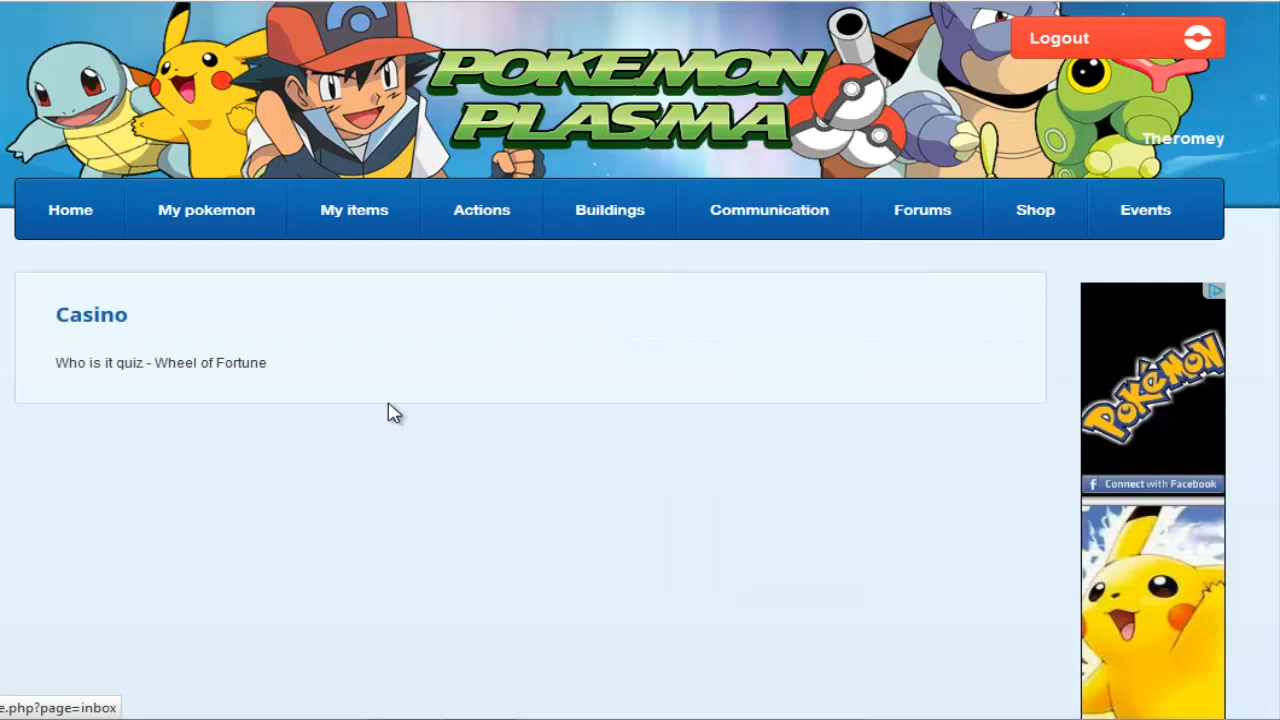 POKEMON
PLASMA
Logout
Theromey
Home
My pokemon
My items
Actions
Buildings
Communication
Forums
Shop
Events
Casino
Who is it quiz - Wheel of Fortune
POKéMON
f Connect with Facebook
e.php?page=inbox